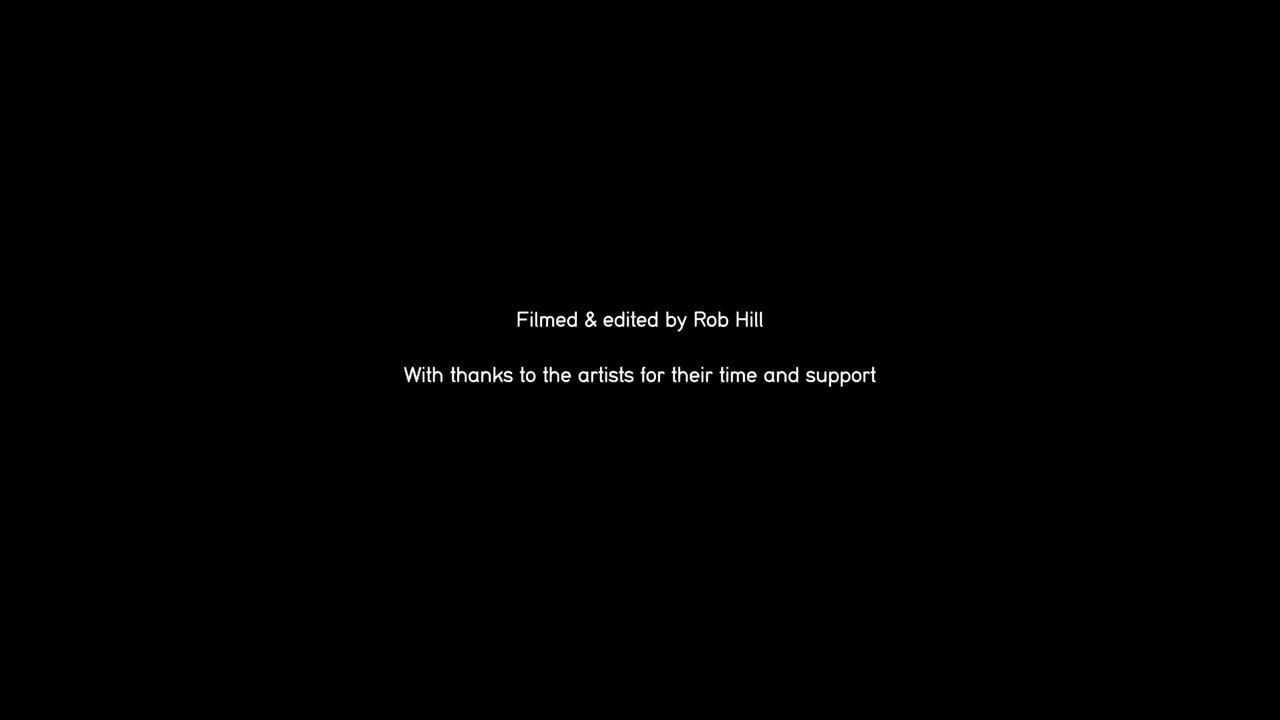 Filmed & edited by Rob Hill
With thanks to the artists for their time and support